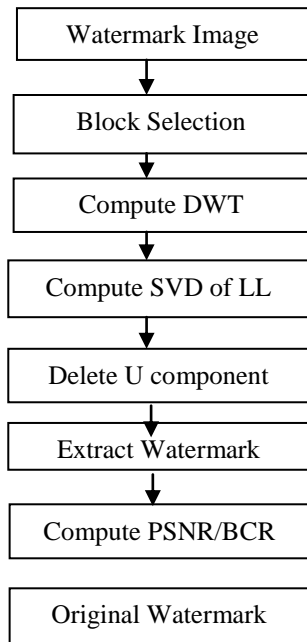 Watermark Image
Block Selection
Compute DWT
Compute SVD of LL
Delete U component
Extract Watermark
Compute PSNR/BCR
Original Watermark